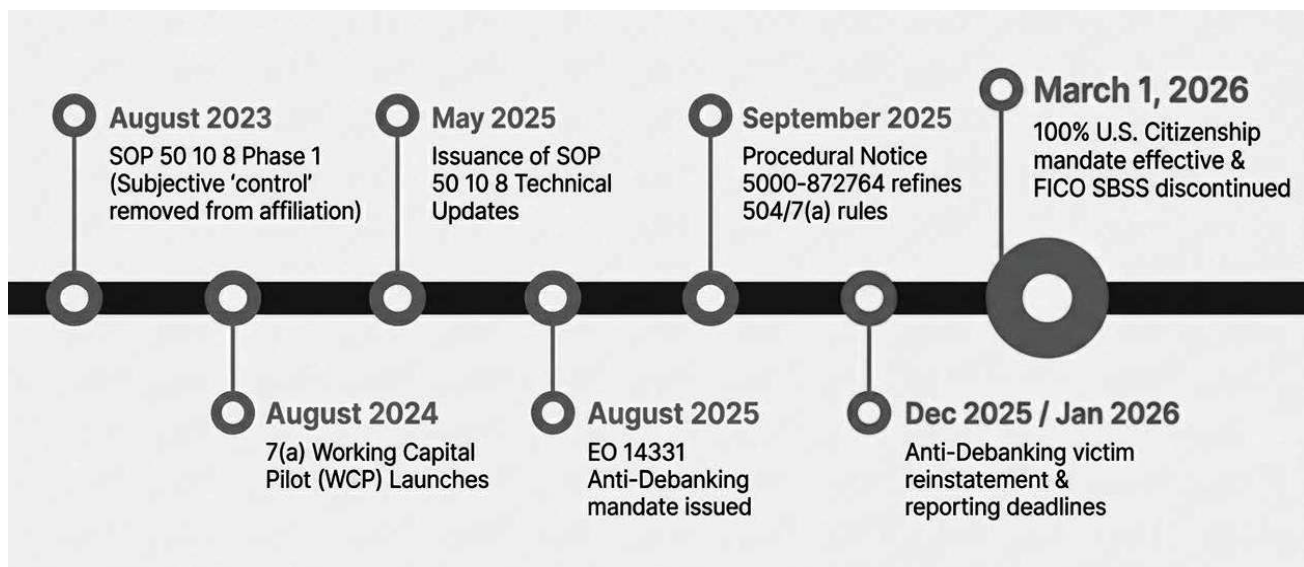 August 2023
SOP 50 10 8 Phase 1
(Subjective ‘control’
removed from affiliation)
August 2024
7(a) Working Capital
Pilot (WCP) Launches
May 2025
Issuance of SOP
50 10 8 Technical
Updates
August 2025
EO 14331
Anti-Debanking
mandate issued
September 2025
Procedural Notice
5000-872764 refines
504/7(a) rules
Dec 2025 / Jan 2026
Anti-Debanking victim
reinstatement &
reporting deadlines
March 1, 2026
100% U.S. Citizenship
mandate effective &
FICO SBSS discontinued